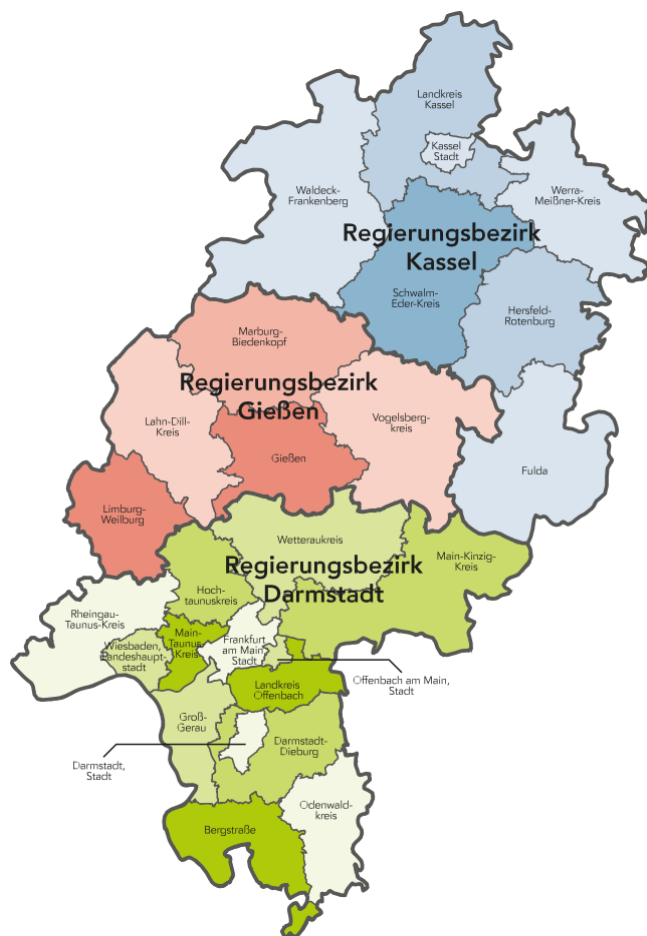 Landkreis
Kassel
Kassel
Stadt
Waldeck-
Frankenberg
Werra-
Meißner-Kreis
Regierungsbezirk
Kassel
Schwalm-
Eder-Kreis
Hersfeld-
Rotenburg
Marburg-
Biedenkopf
Regierungsbezirk
Gießen
Lahn-Dill-
Kreis
Vogelsberg-
kreis
Gießen
Fulda
Limburg-
Weilburg
Wetteraukreis
Main-Kinzig-
Kreis
Regierungsbezirk
Darmstadt
Hoch-
taunuskreis
Rheingau-
Taunus-Kreis
Main-
Taunus-
Kreis
Frankfurt
am Main,
Stadt
Wiesbaden,
Landeshaupt-
stadt
Offenbach am Main,
Stadt
Landkreis
Offenbach
Groß-
Gerau
Darmstadt-
Dieburg
Darmstadt,
Stadt
Odenwald-
kreis
Bergstraße